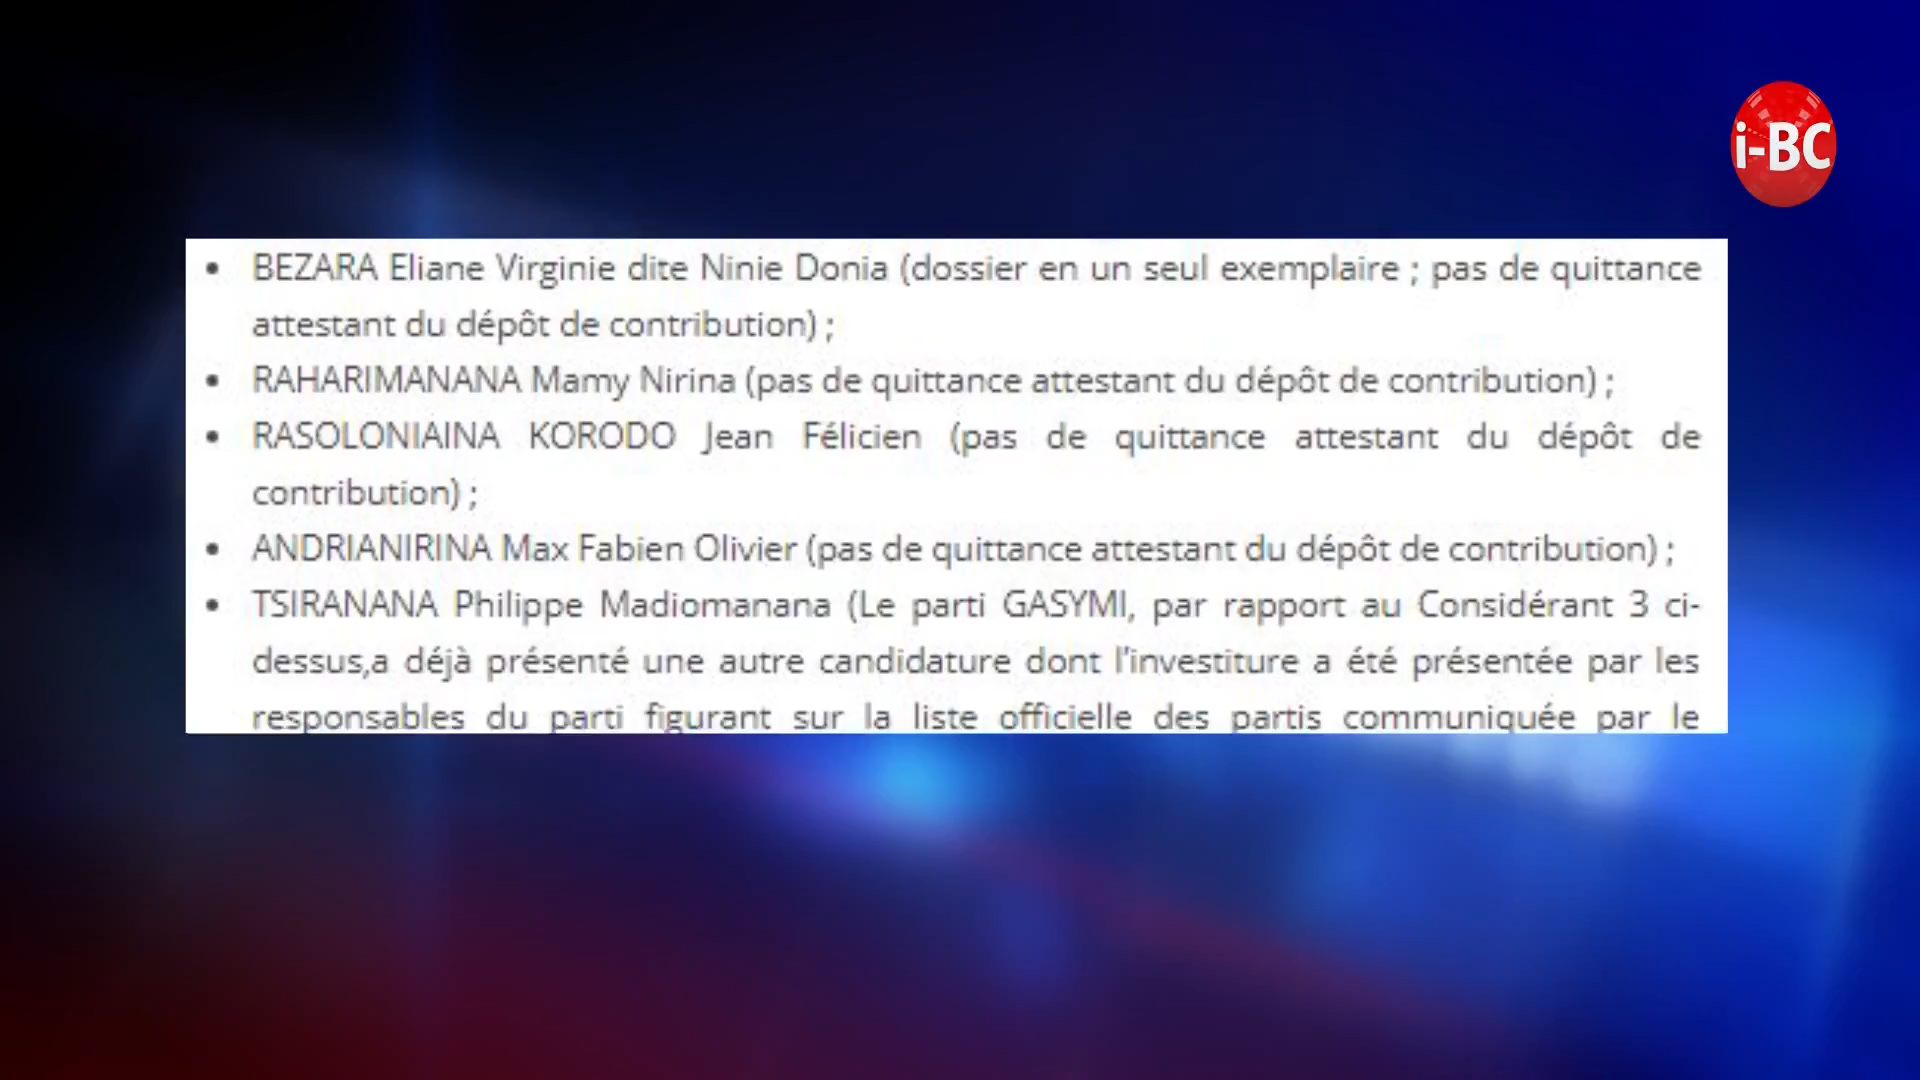 i-BC
• BEZARA Eliane Virginie dite Ninie Donia (dossier en un seul exemplaire ; pas de quittance
attestant du dépôt de contribution) ;
• RAHARIMANANA Mamy Nirina (pas de quittance attestant du dépôt de contribution) ;
• RASOLONIAINA KORODO Jean Félicien (pas de quittance attestant du dépôt de
contribution) ;
• ANDRIANIRINA Max Fabien Olivier (pas de quittance attestant du dépôt de contribution) ;
• TSIRANANA Philippe Madiomanana (Le parti GASYMI, par rapport au Considérant 3 ci-
dessus,a déjà présenté une autre candidature dont l'investiture a été présentée par les
responsables du parti figurant sur la liste officielle des partis communiquée par le